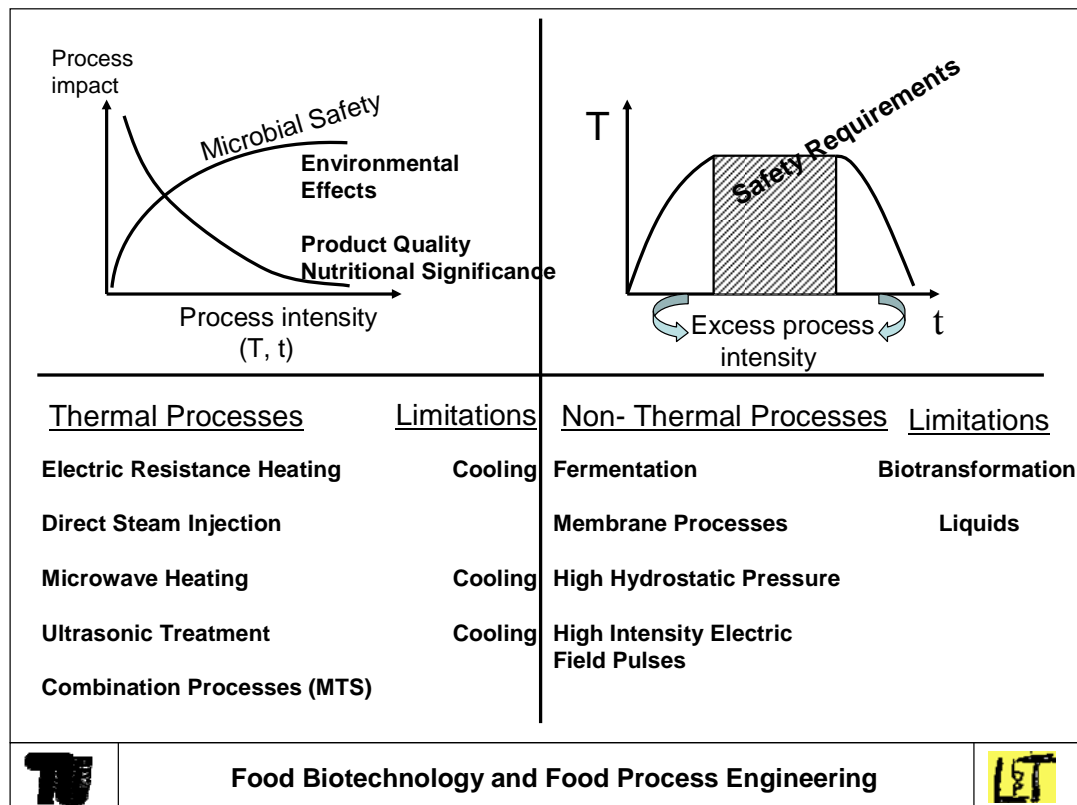 Process
impact
Microbial Safety
Environmental
Effects
Product Quality
Nutritional Significance
Process intensity
(T, t)
T
Safety Requirements
t
Excess process
intensity
Thermal Processes Limitations
Electric Resistance Heating Cooling
Direct Steam Injection
Microwave Heating Cooling
Ultrasonic Treatment Cooling
Combination Processes (MTS)
Non- Thermal Processes Limitations
Fermentation Biotransformation
Membrane Processes Liquids
High Hydrostatic Pressure
High Intensity Electric
Field Pulses
Food Biotechnology and Food Process Engineering